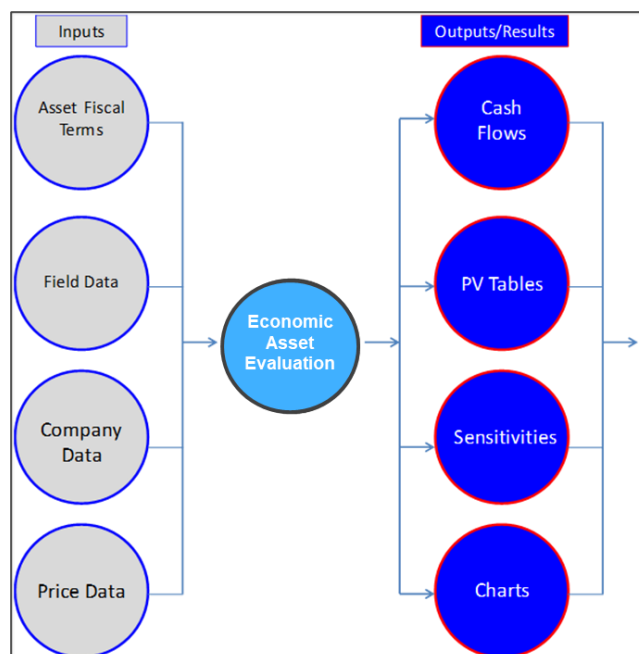 Inputs
Outputs/Results
Asset Fiscal
Terms
Field Data
Company
Data
Price Data
Economic
Asset
Evaluation
Cash
Flows
PV Tables
Sensitivities
Charts